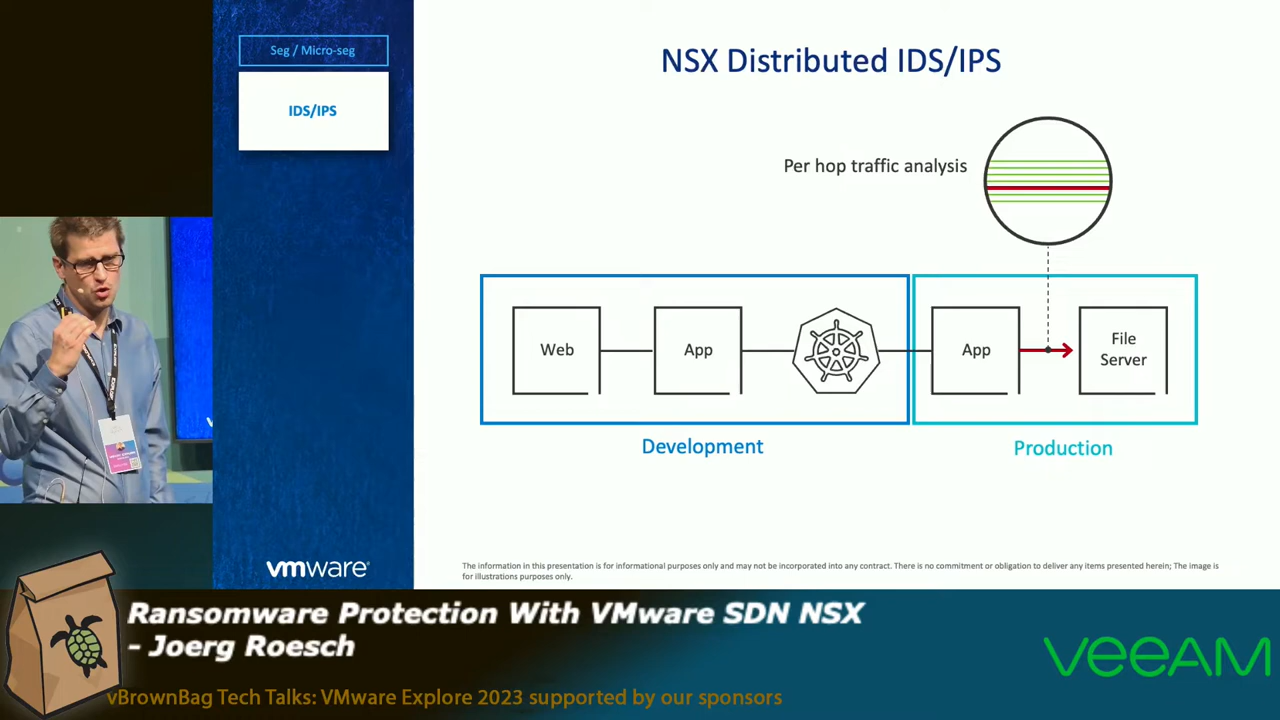 Seg / Micro-seg
IDS/IPS
NSX Distributed IDS/IPS
Per hop traffic analysis
Web
App
App
File
Server
Development
Production
vmware®
The information in this presentation is for informational purposes only and may not be incorporated into any contract. There is no commitment or obligation to deliver any items presented herein; The image is
for illustrations purposes only.
Ransomware Protection With VMware SDN NSX
- Joerg Roesch
veeAM
vBrownBag Tech Talks: VMware Explore 2023 supported by our sponsors